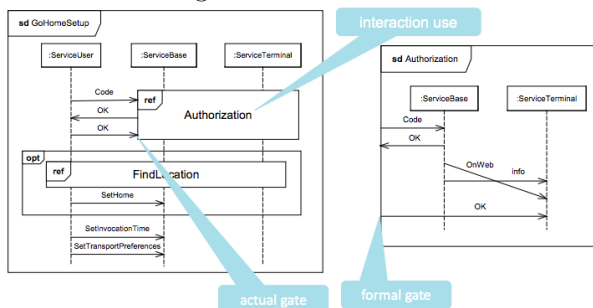 interaction use
sd GoHomeSetup
:ServiceUser :ServiceBase :ServiceTerminal
Code
ref
OK
Authorization
OK
opt
ref
FindLocation
SetHome
SetInvocationTime
SetTransportPreferences
actual gate
sd Authorization
:ServiceBase :ServiceTerminal
Code
OK
OnWeb info
OK
formal gate